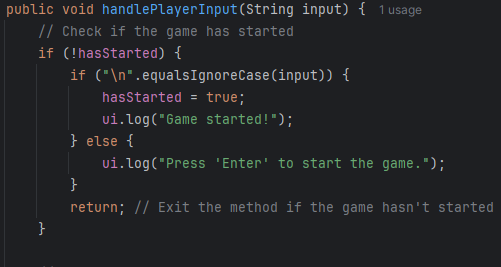 public void handlePlayerInput(String input) { 1 usage
    // Check if the game has started
    if (!hasStarted) {
        if ("\n".equalsIgnoreCase(input)) {
            hasStarted = true;
            ui.log("Game started!");
        } else {
            ui.log("Press 'Enter' to start the game.");
        }
        return; // Exit the method if the game hasn't started
    }